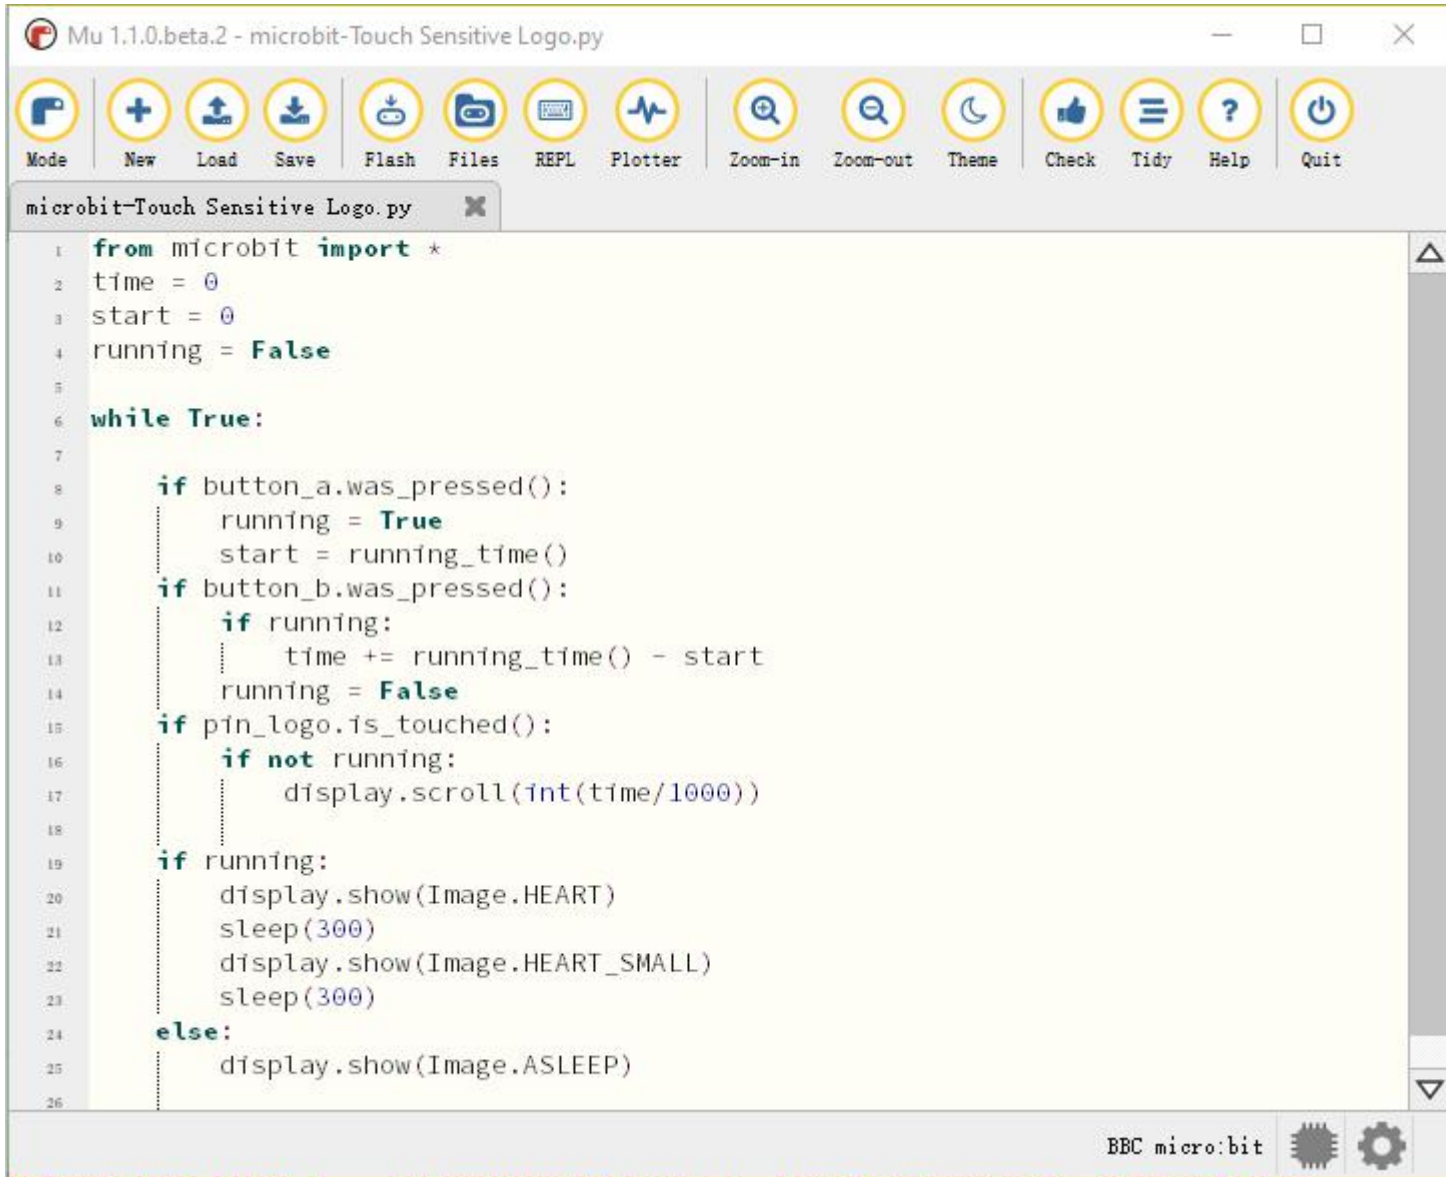 Mu 1.1.0.beta.2 - microbit-Touch Sensitive Logo.py
Mode New Load Save Flash Files REPL Plotter Zoom-in Zoom-out Theme Check Tidy Help Quit
microbit-Touch Sensitive Logo.py
1 from microbit import *
2 time = 0
3 start = 0
4 running = False
5
6 while True:
7
8     if button_a.was_pressed():
9         running = True
10         start = running_time()
11     if button_b.was_pressed():
12         if running:
13             time += running_time() - start
14         running = False
15     if pin_logo.is_touched():
16         if not running:
17             display.scroll(int(time/1000))
18
19     if running:
20         display.show(Image.HEART)
21         sleep(300)
22         display.show(Image.HEART_SMALL)
23         sleep(300)
24     else:
25         display.show(Image.ASLEEP)
26
BBC micro:bit